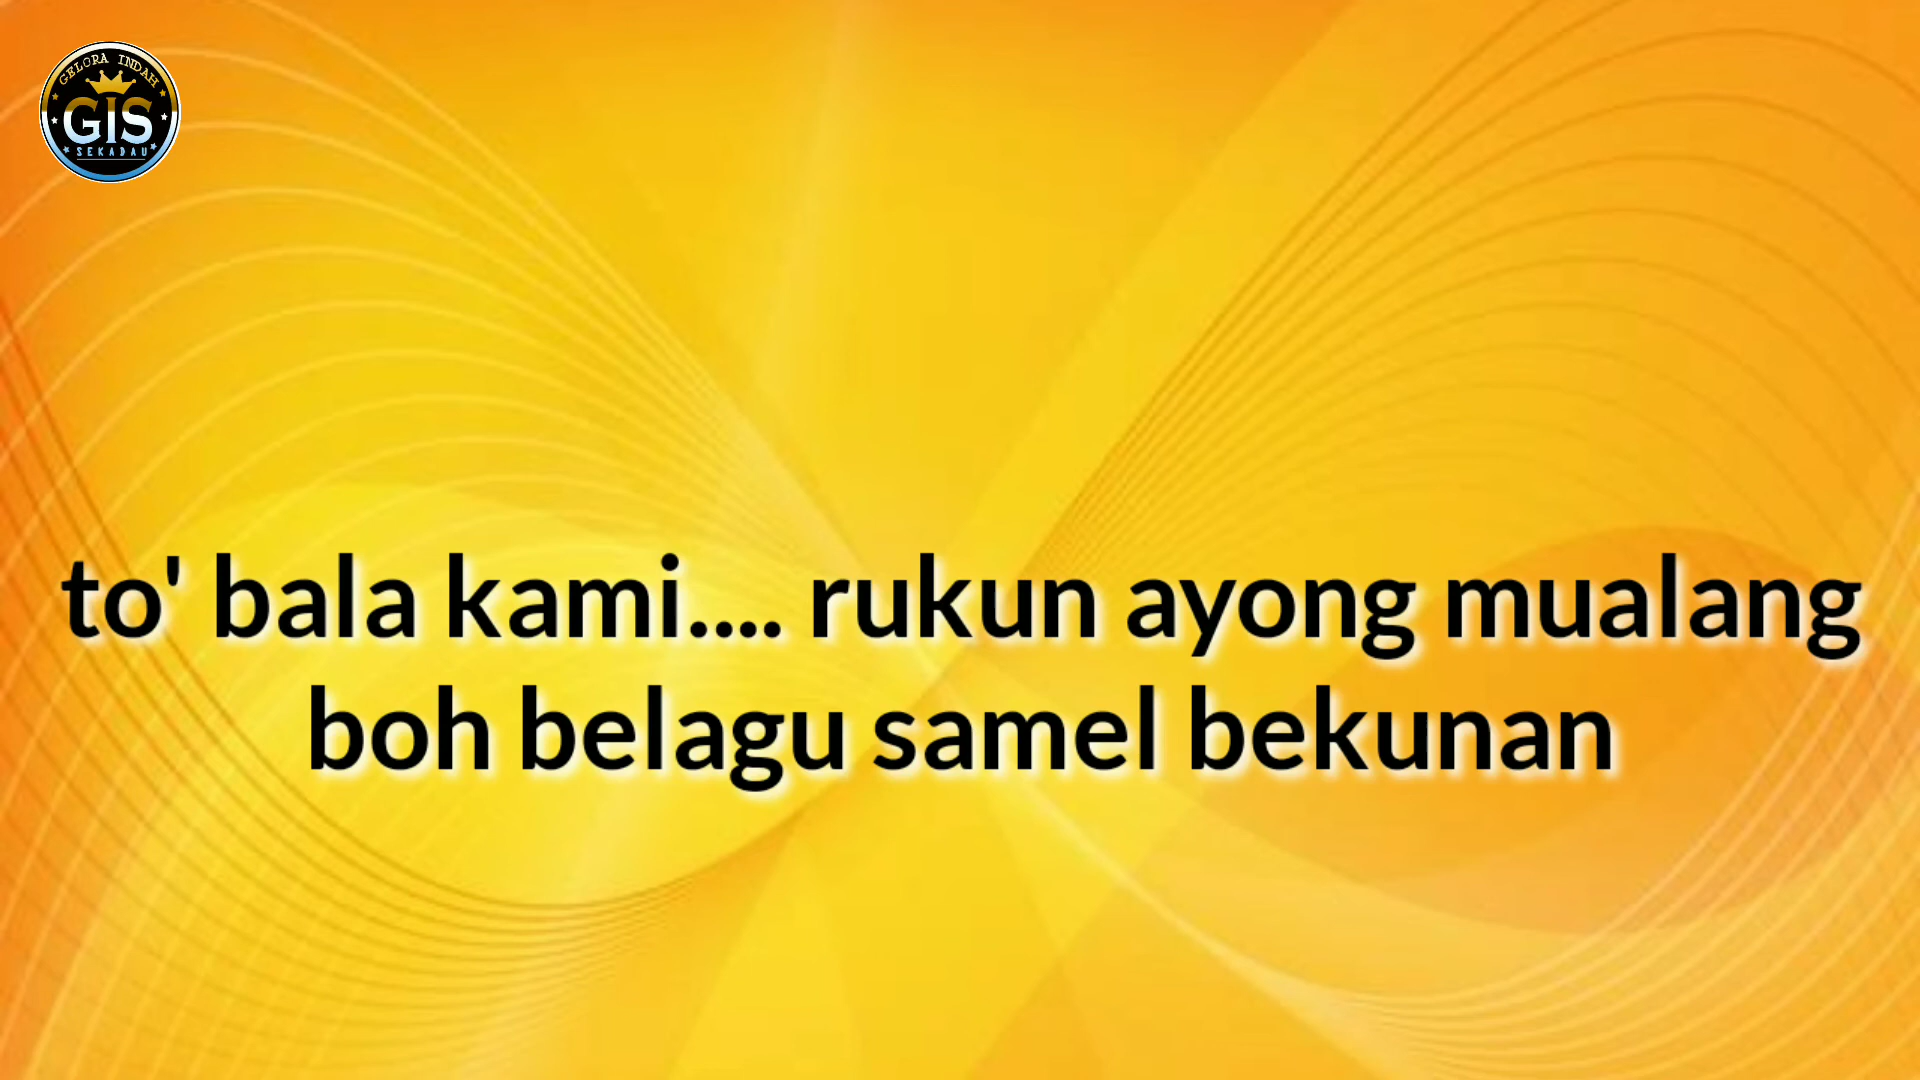 GELORA INDAH
GIS
SEKADAU
to' bala kami.... rukun ayong mualang
boh belagu samel bekunan